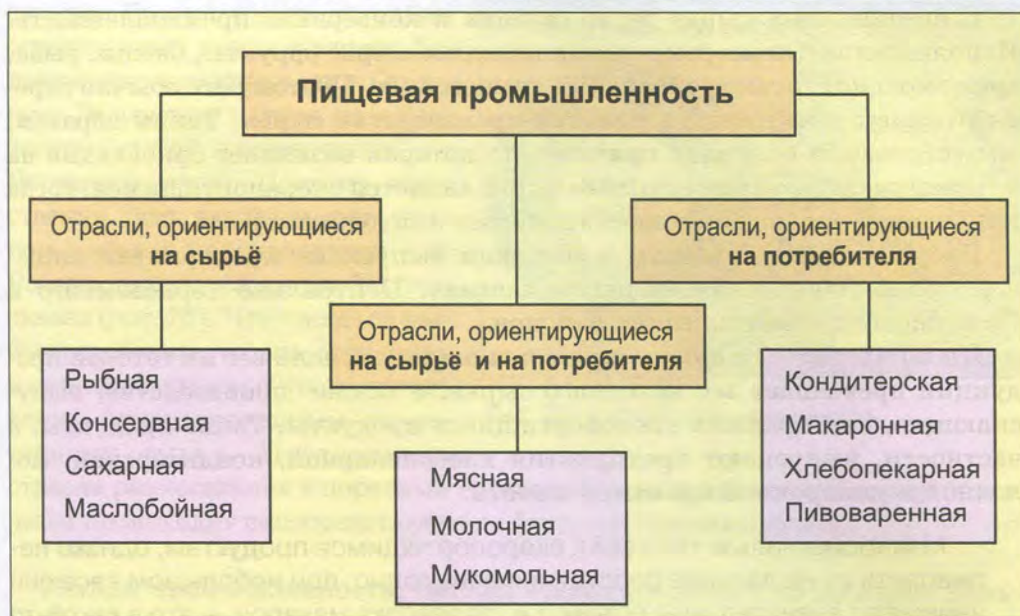 Пищевая промышленность
Отрасли, ориентирующиеся
на сырьё
Рыбная
Консервная
Сахарная
Маслобойная
Отрасли, ориентирующиеся
на сырьё и на потребителя
Мясная
Молочная
Мукомольная
Отрасли, ориентирующиеся
на потребителя
Кондитерская
Макаронная
Хлебопекарная
Пивоваренная